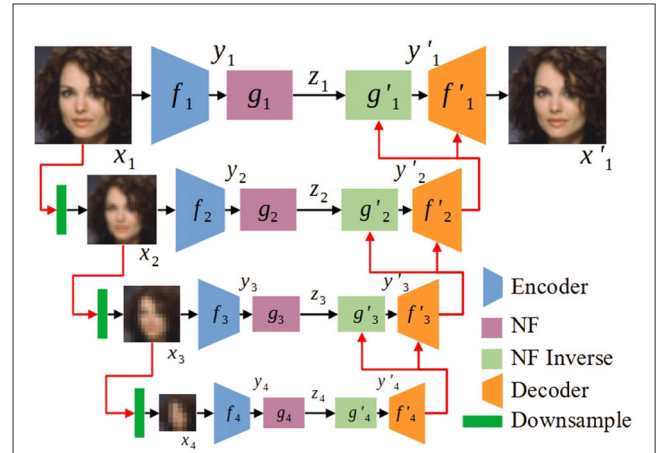 y₁ y'₁
f₁ g₁ z₁ g'₁ f'₁
x₁ x'₁
y₂ y'₂
f₂ g₂ z₂ g'₂ f'₂
x₂
y₃ y'₃
f₃ g₃ z₃ g'₃ f'₃
x₃
y₄ y'₄
f₄ g₄ z₄ g'₄ f'₄
x₄
Encoder
NF
NF Inverse
Decoder
Downsample